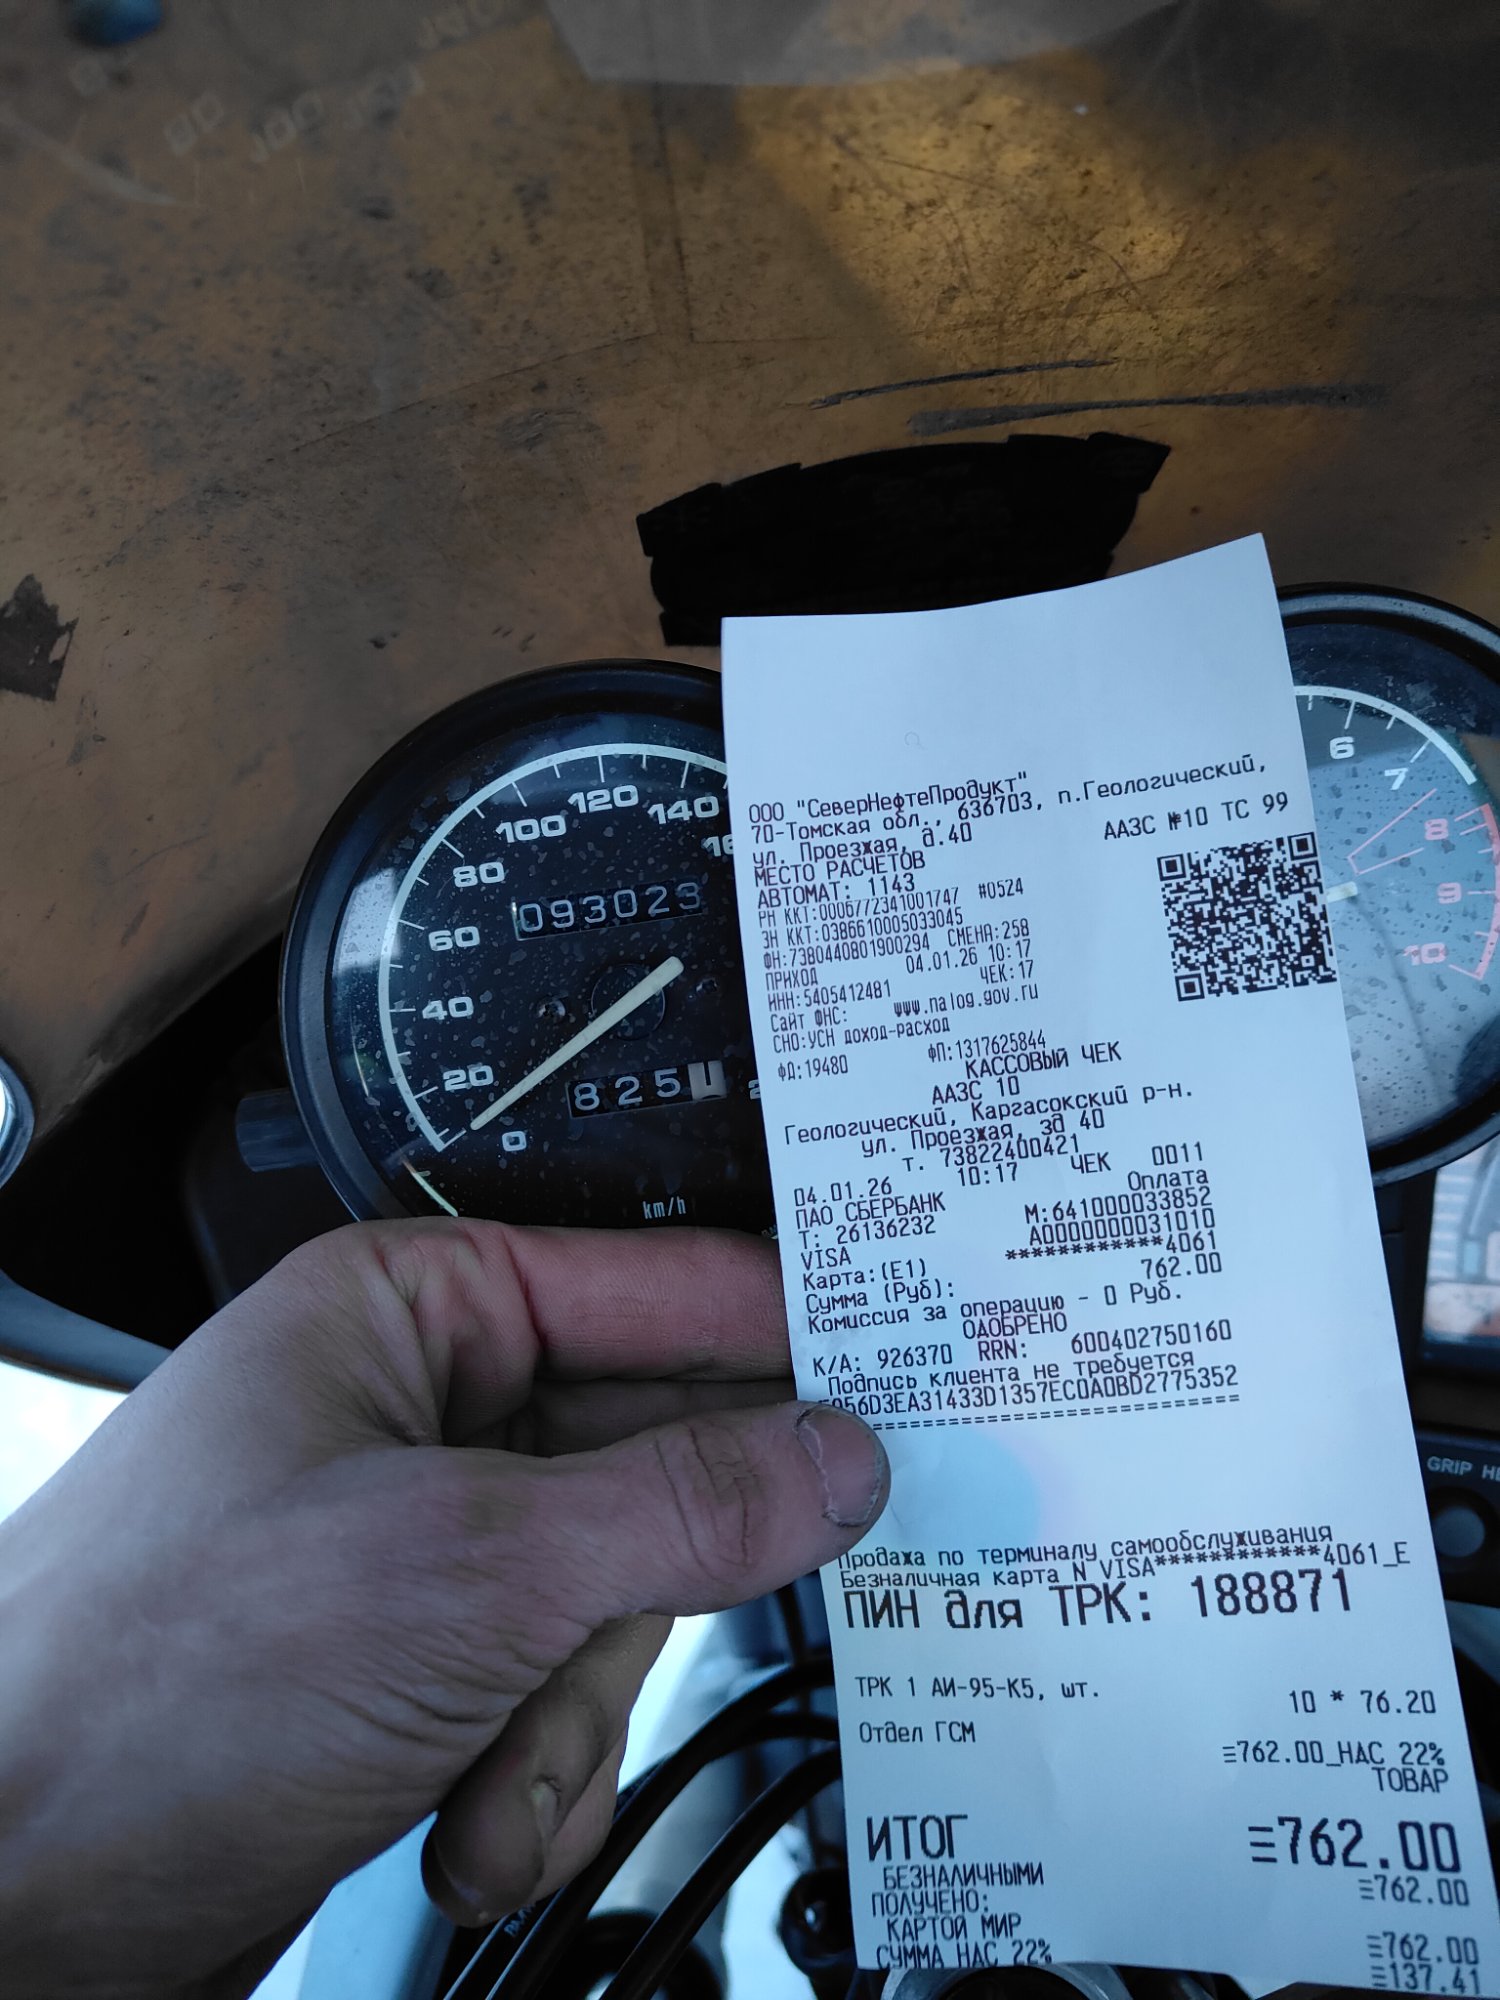 120
100
140
80
60
40
20
0
093023
825
km/h
6
7
8
9
10
GRIP
ООО "СеверНефтеПродукт"
70-Томская обл., 636703, п.Геологический,
ул. Проезжая, д.40
МЕСТО РАСЧЕТОВ
ААЗС №10 ТС 99
АВТОМАТ: 1143
РН ККТ:0006772341001747 #0524
ЗН ККТ:0386610005033045
ФН:7380440801900294 СМЕНА:258
ПРИХОД 04.01.26 10:17
ИНН:5405412481 ЧЕК:17
Сайт ФНС: www.nalog.gov.ru
СНО:УСН доход-расход
ФД:19480 ФП:1317625844
КАССОВЫЙ ЧЕК
ААЗС 10
Геологический, Каргасокский р-н.
ул. Проезжая, зд 40
т. 73822400421
04.01.26 10:17 ЧЕК 0011
ПАО СБЕРБАНК Оплата
Т: 26136232 М:641000033852
VISA A0000000031010
Карта:(E1) ************4061
Сумма (Руб): 762.00
Комиссия за операцию - 0 Руб.
ОДОБРЕНО
К/А: 926370 RRN: 600402750160
Подпись клиента не требуется
056D3EA31433D1357EC0A0BD2775352
==============================
Продажа по терминалу самообслуживания
Безналичная карта N VISA************4061_E
ПИН для ТРК: 188871
ТРК 1 АИ-95-К5, шт.
10 * 76.20
Отдел ГСМ
≡762.00_НДС 22%
ТОВАР
ИТОГ ≡762.00
БЕЗНАЛИЧНЫМИ ≡762.00
ПОЛУЧЕНО:
КАРТОЙ МИР ≡762.00
СУММА НДС 22% ≡137.41